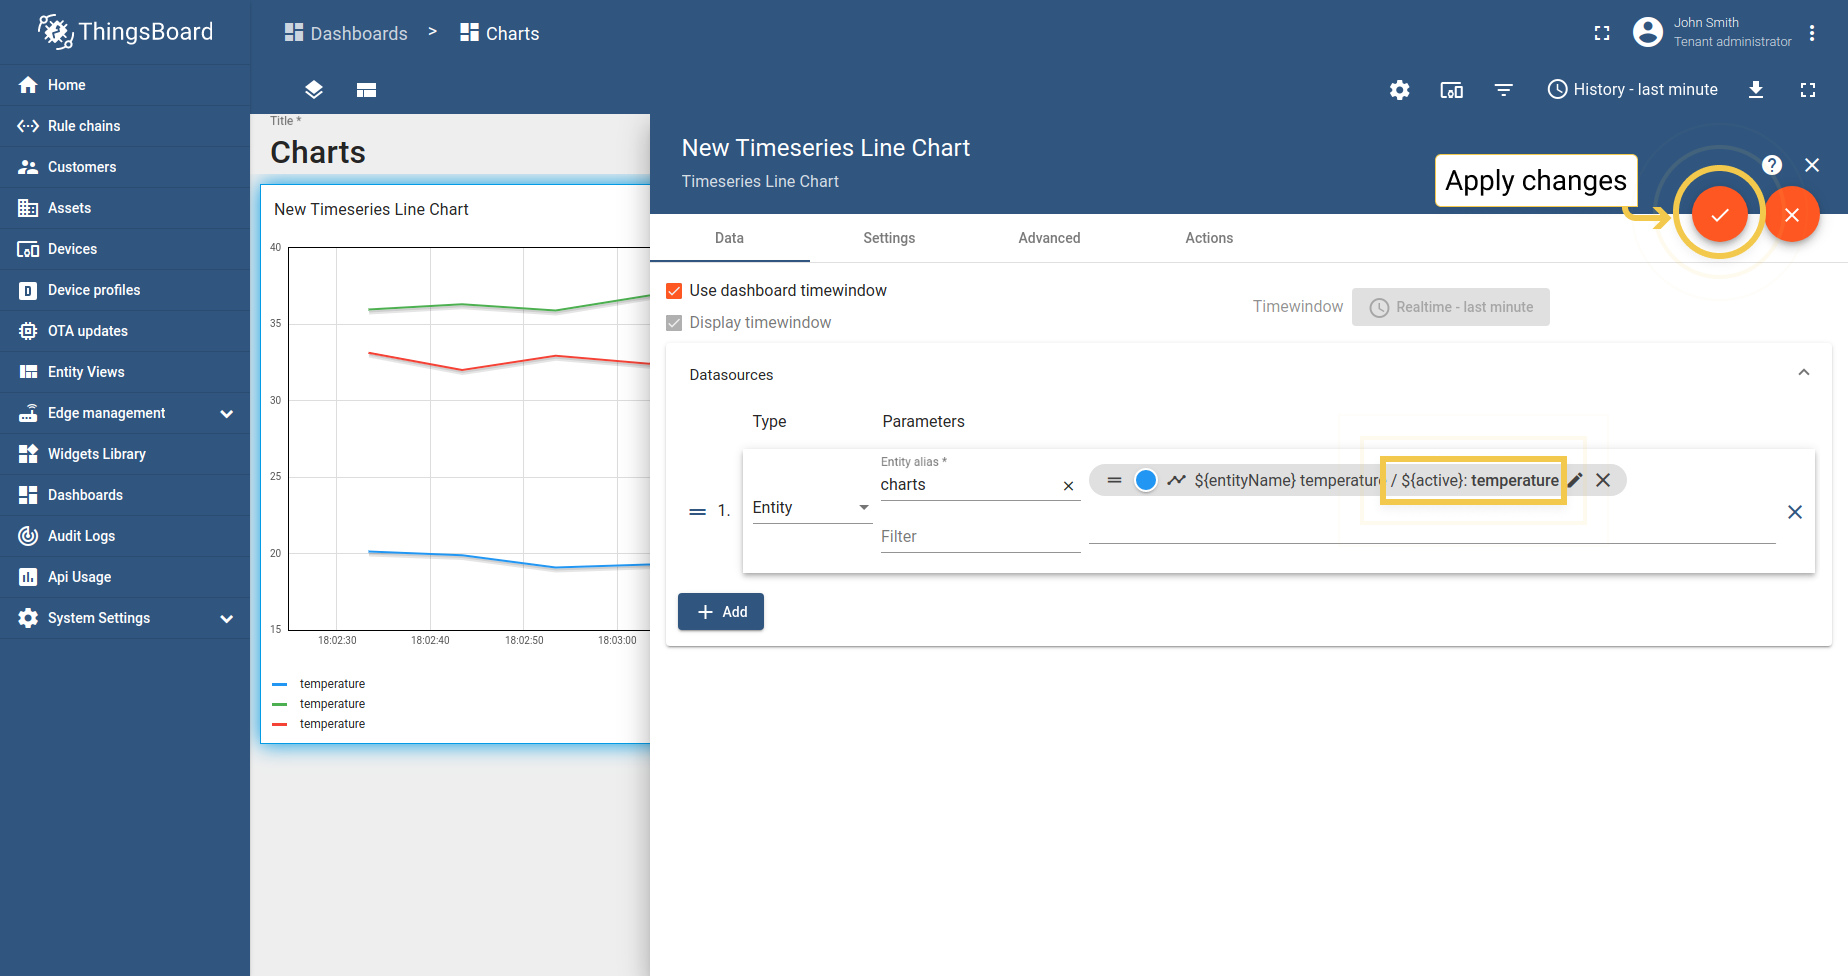 ThingsBoard
Dashboards > Charts
John Smith
Tenant administrator
Home
Rule chains
Customers
Assets
Devices
Device profiles
OTA updates
Entity Views
Edge management
Widgets Library
Dashboards
Audit Logs
Api Usage
System Settings
History - last minute
Title *
Charts
New Timeseries Line Chart
40
35
30
25
20
15
18:02:30 18:02:40 18:02:50 18:03:00
temperature
temperature
temperature
New Timeseries Line Chart
Timeseries Line Chart
Apply changes
Data Settings Advanced Actions
Use dashboard timewindow
Display timewindow
Timewindow Realtime - last minute
Datasources
Type Parameters
1.
Entity
Entity alias *
charts
Filter
${entityName} temperature / ${active}: temperature
Add